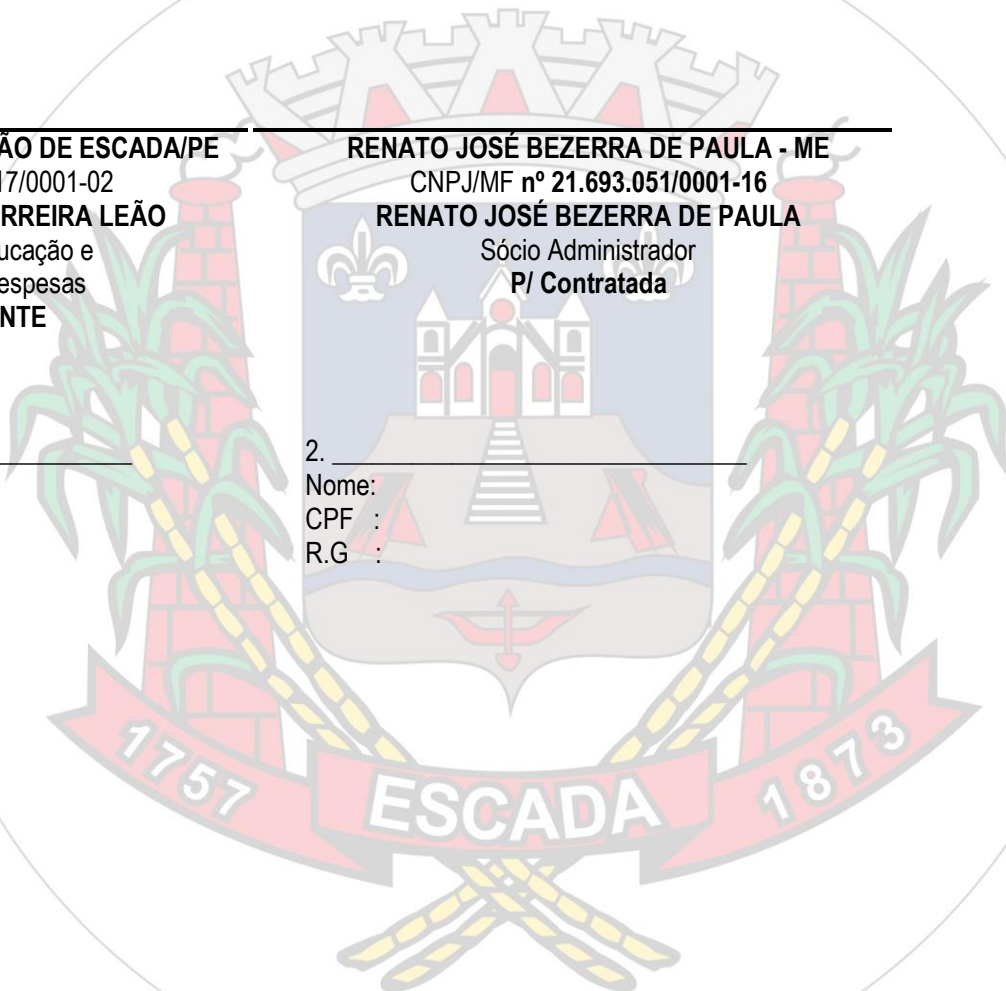 ÃO DE ESCADA/PE
17/0001-02
RREIRA LEÃO
ucação e
espesas
NTE
RENATO JOSÉ BEZERRA DE PAULA - ME
CNPJ/MF nº 21.693.051/0001-16
RENATO JOSÉ BEZERRA DE PAULA
Sócio Administrador
P/ Contratada
2. ______________________________
Nome:
CPF :
R.G :
1757
ESCADA
1873